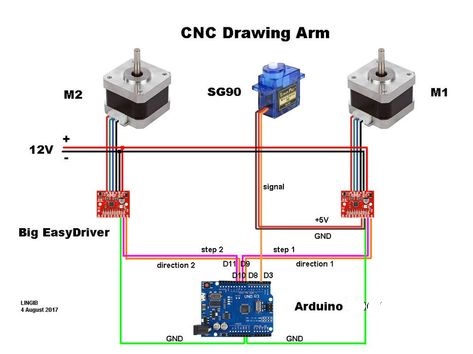 CNC Drawing Arm
M2
SG90
M1
+
12V
-
signal
+5V
GND
Big EasyDriver
step 2
step 1
direction 2
D11
D9
direction 1
D10
D8
D3
LINGIB
4 August 2017
UNO
Arduino
GND
GND